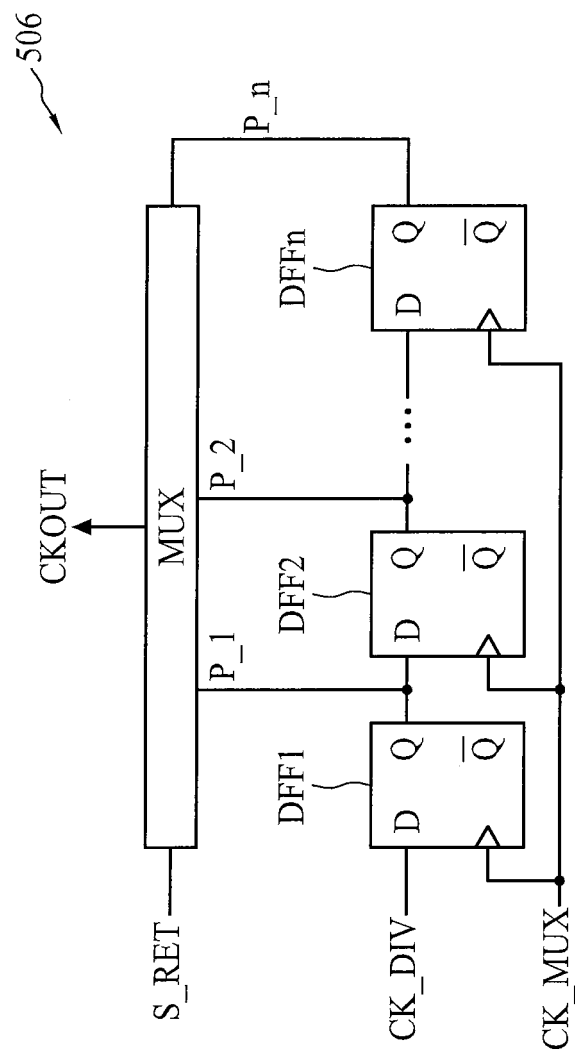 506
CKOUT
S_RET
MUX
P_1
P_2
P_n
DFF1
DFF2
DFFn
CK_DIV
D Q
Q̅
D Q
Q̅
....
D Q
Q̅
CK_MUX